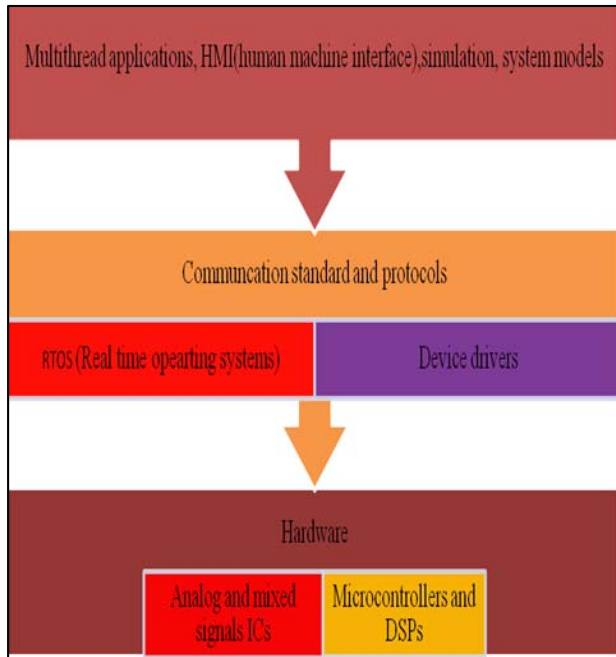 Multithread applications, HMI(human machine interface),simulation, system models
Communcation standard and protocols
RTOS (Real time opearting systems)
Device drivers
Hardware
Analog and mixed
signals ICs
Microcontrollers and
DSPs